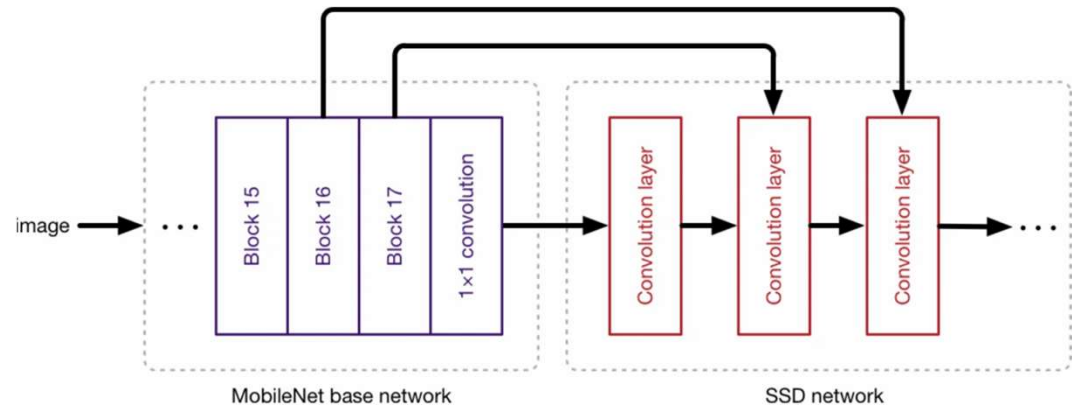 image
...
Block 15
Block 16
Block 17
1×1 convolution
Convolution layer
Convolution layer
Convolution layer
...
MobileNet base network
SSD network